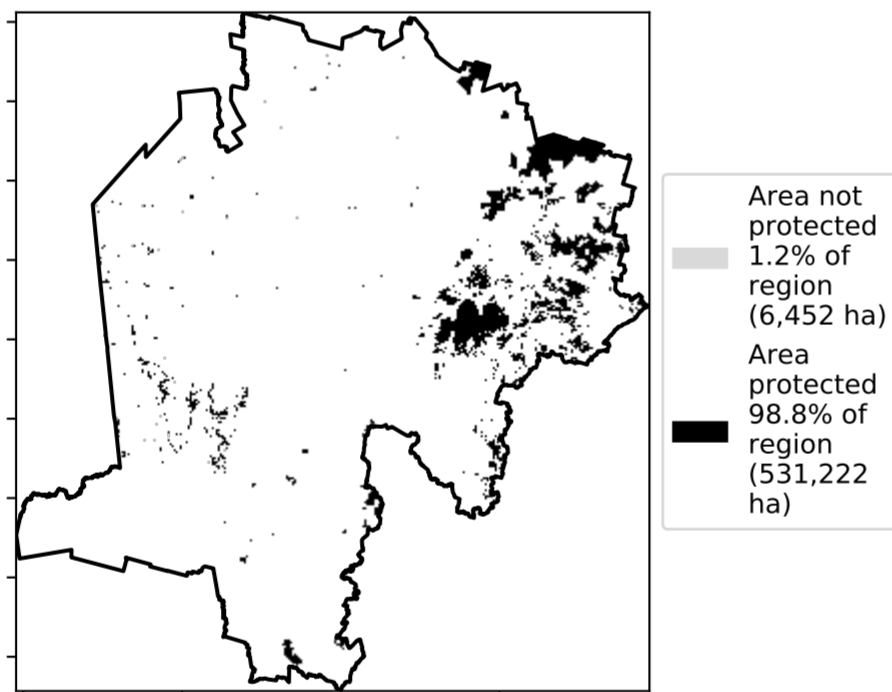 Area not
protected
1.2% of
region
(6,452 ha)
Area
protected
98.8% of
region
(531,222
ha)